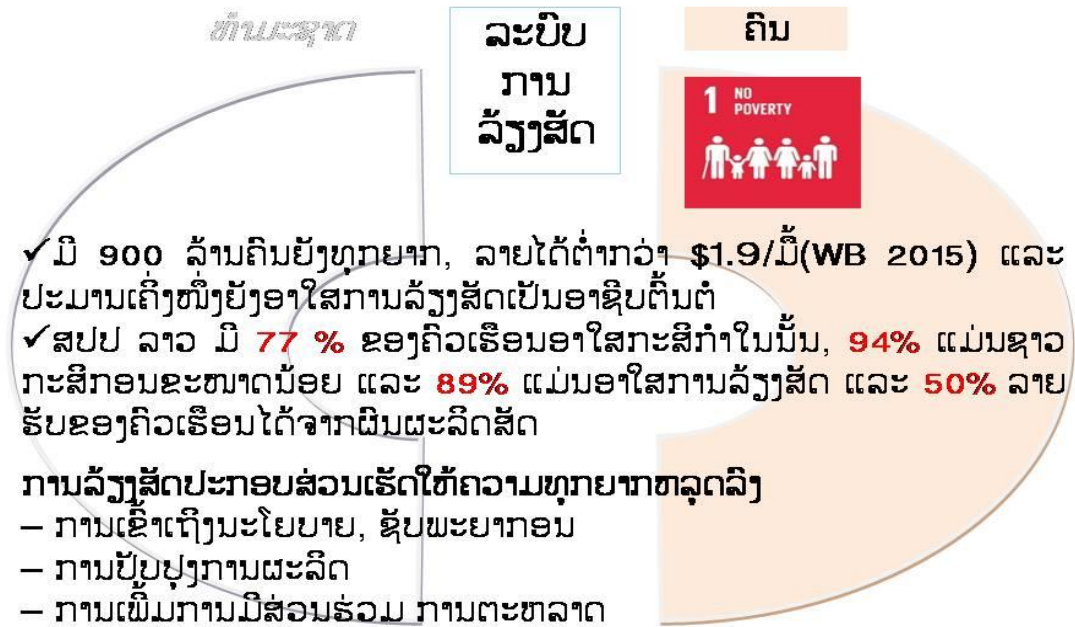 ທຳມະຊາດ
ລະບົບ
ການ
ລ້ຽງສັດ
ຄົນ
1 NO
POVERTY
✓ມີ 900 ລ້ານຄົນຍັງທຸກຍາກ, ລາຍໄດ້ຕ່ຳກວ່າ $1.9/ມື້(WB 2015) ແລະ
ປະມານເຄິ່ງໜຶ່ງຍັງອາໃສການລ້ຽງສັດເປັນອາຊີບຕົ້ນຕໍ
✓ສປປ ລາວ ມີ 77 % ຂອງຄົວເຮືອນອາໃສກະສິກຳໃນນັ້ນ, 94% ແມ່ນຊາວ
ກະສິກອນຂະໜາດນ້ອຍ ແລະ 89% ແມ່ນອາໃສການລ້ຽງສັດ ແລະ 50% ລາຍ
ຮັບຂອງຄົວເຮືອນໄດ້ຈາກຜົນຜະລິດສັດ
ການລ້ຽງສັດປະກອບສ່ວນເຮັດໃຫ້ຄວາມທຸກຍາກຫລຸດລົງ
– ການເຂົ້າເຖິງນະໂຍບາຍ, ຊັບພະຍາກອນ
– ການປັບປຸງການຜະລິດ
– ການເພີ້ມການມີສ່ວນຮ່ວມ ການຕະຫລາດ